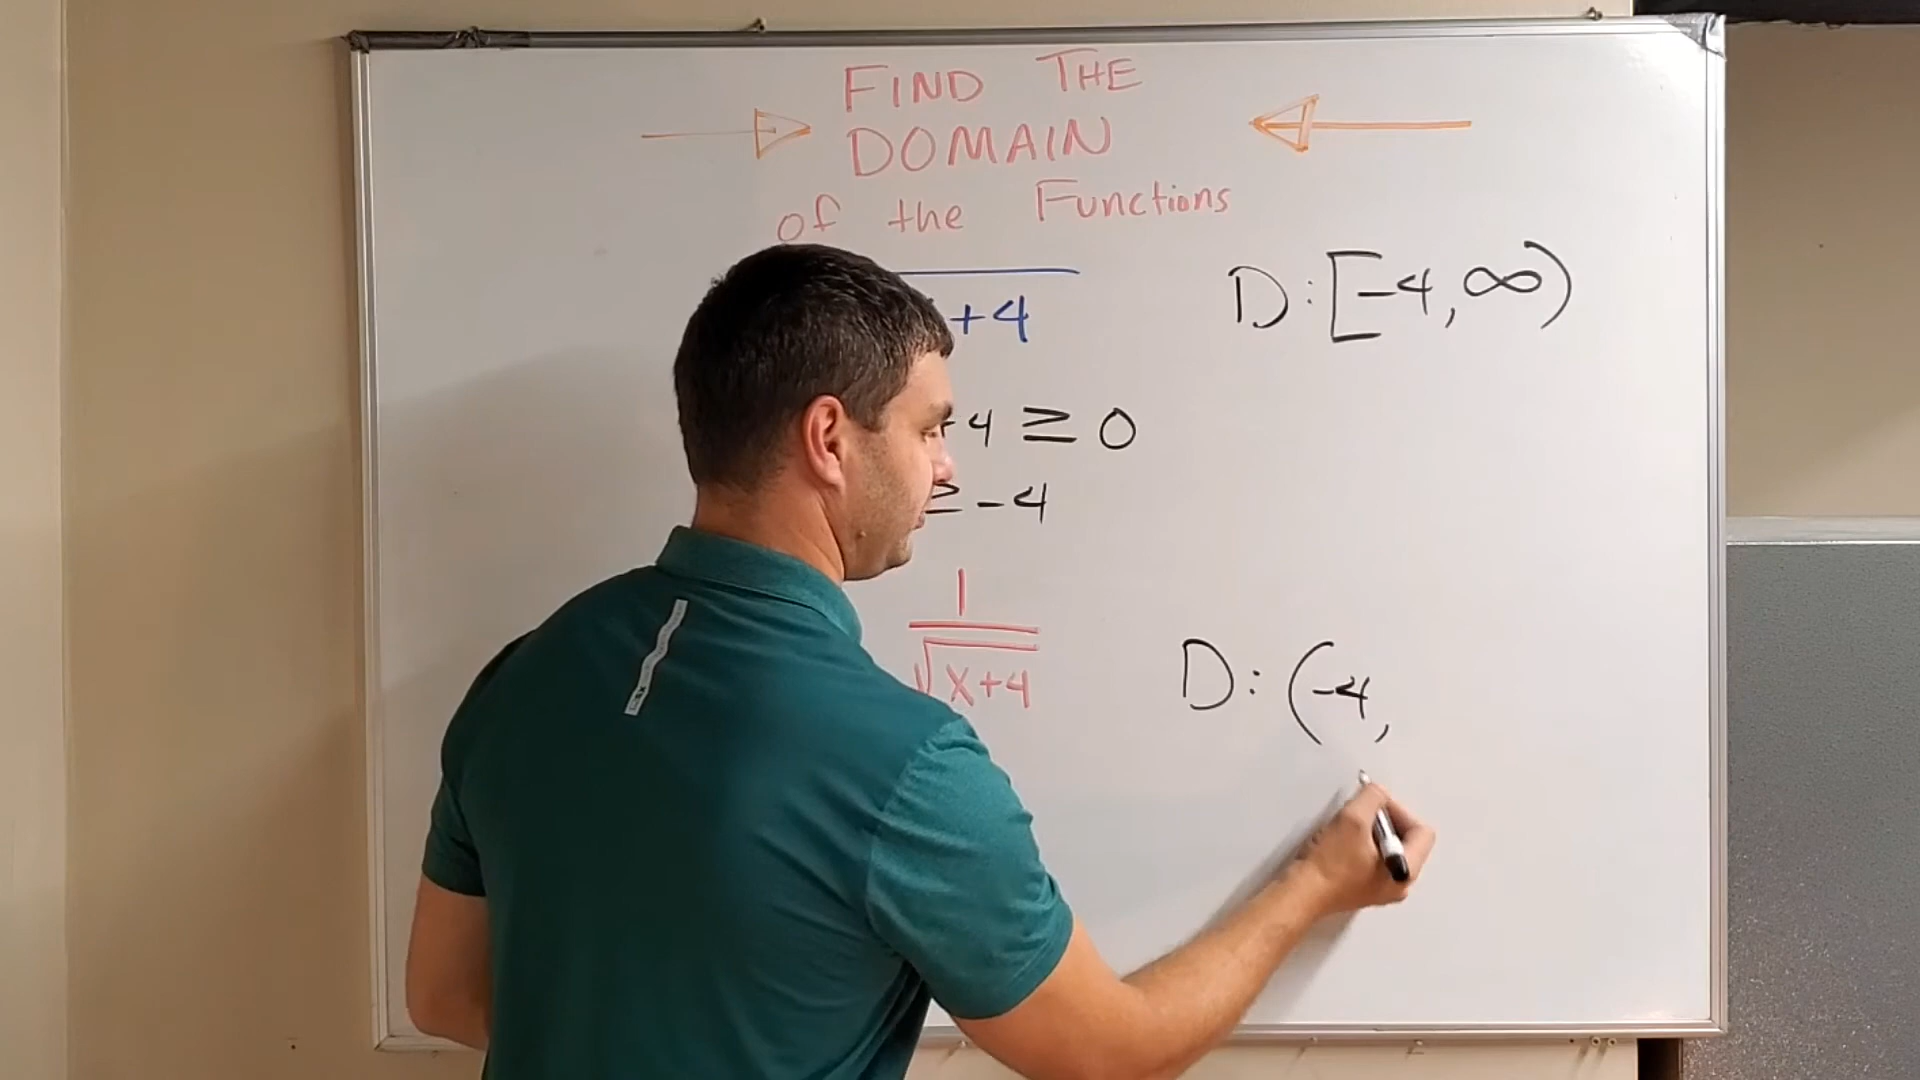 FIND THE
DOMAIN
of the Functions
+4
D: [-4, ∞)
4 ≥ 0
≥ -4
1
√x+4
D: (-4,